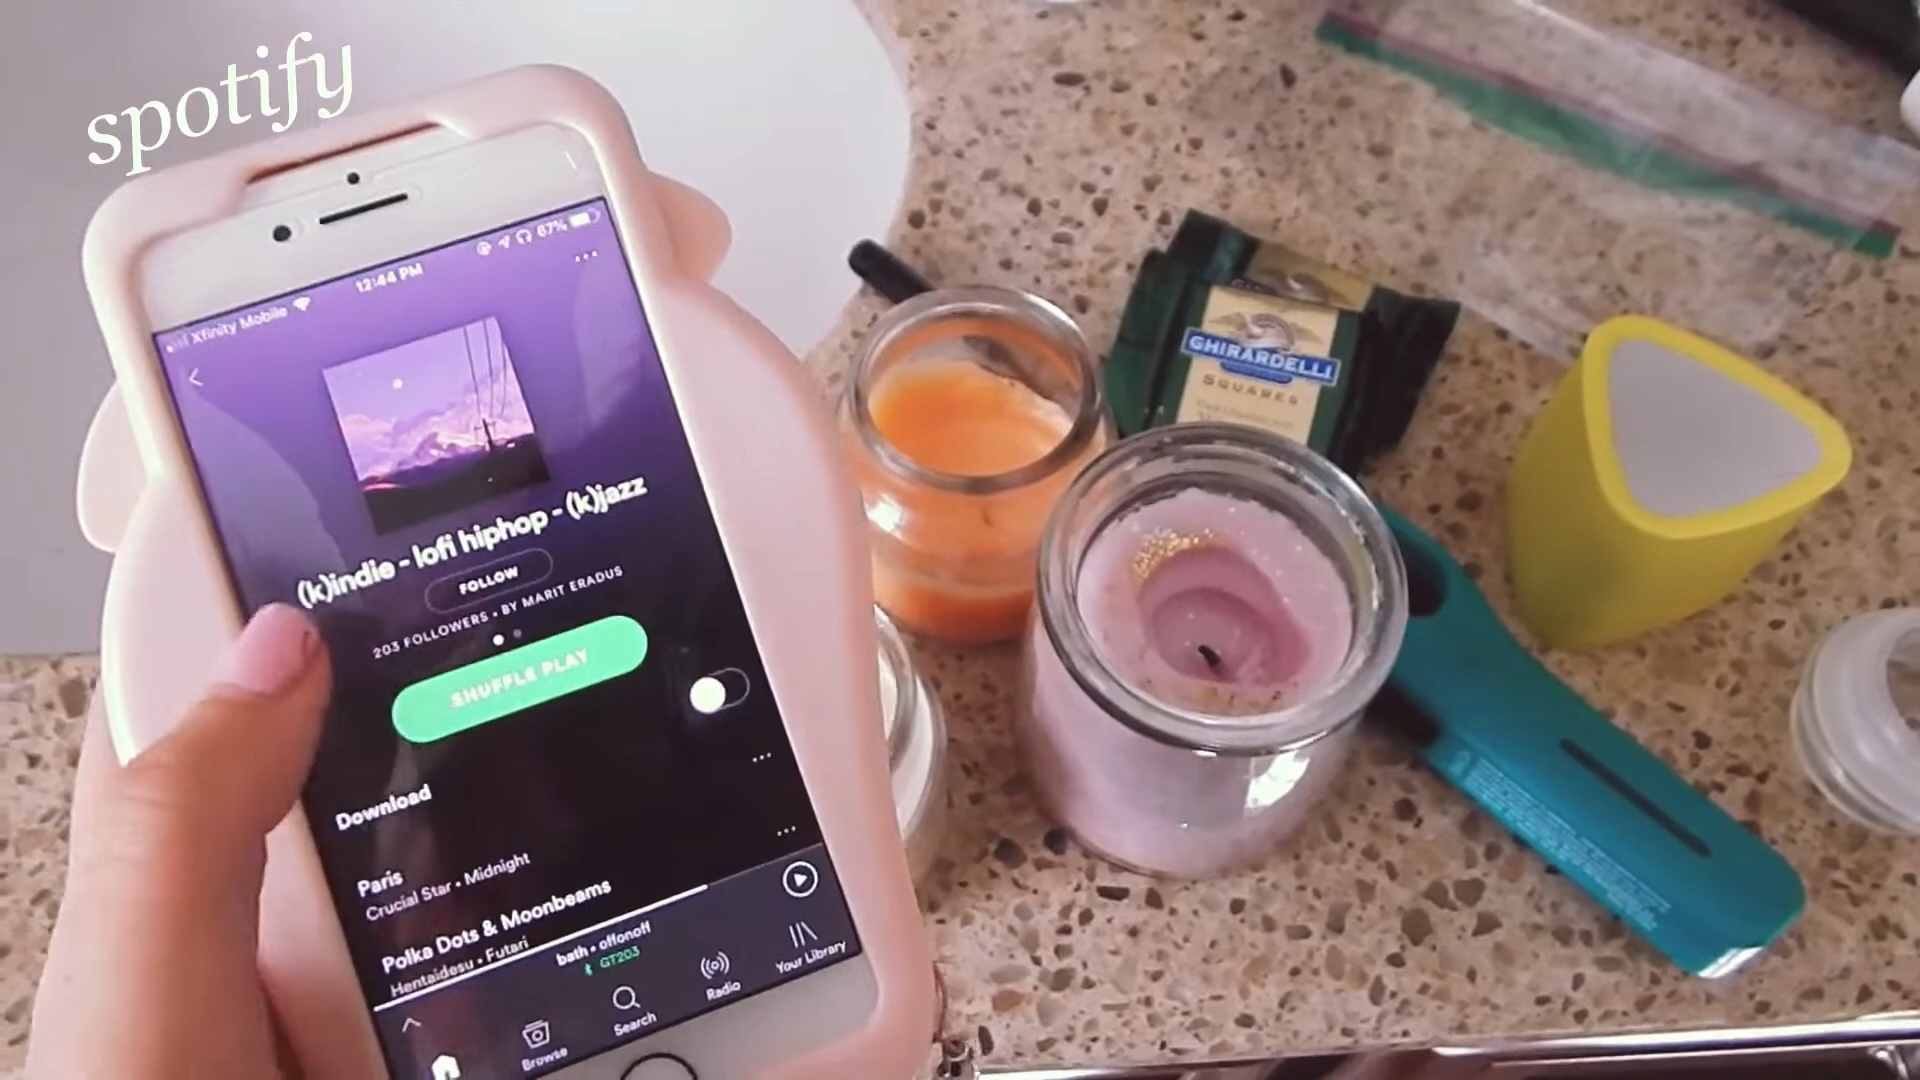 spotify
Xfinity Mobile
12:44 PM
67%
(k)indie - lofi hiphop - (k)jazz
FOLLOW
203 FOLLOWERS • BY MARIT ERADUS
SHUFFLE PLAY
Download
Paris
Crucial Star • Midnight
Polka Dots & Moonbeams
Hentaidesu • Futari
bath • offonoff
GT203
Browse
Search
Radio
Your Library
GHIRARDELLI
SQUARES